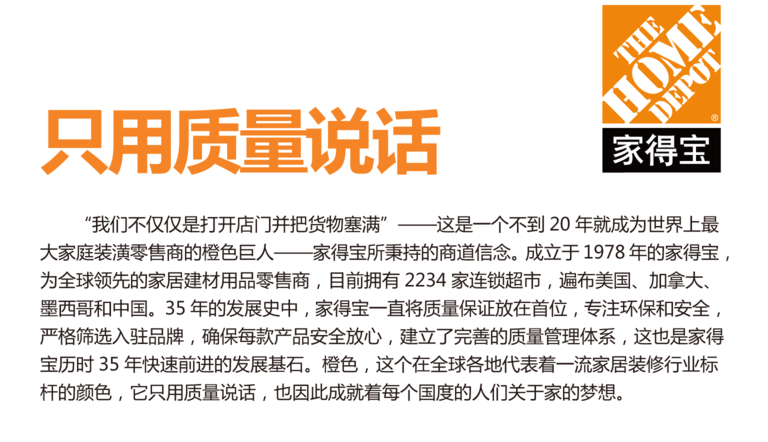 THE
HOME
DEPOT
®
家得宝
只用质量说话
“我们不仅仅是打开店门并把货物塞满”——这是一个不到 20 年就成为世界上最
大家庭装潢零售商的橙色巨人——家得宝所秉持的商道信念。成立于 1978 年的家得宝，
为全球领先的家居建材用品零售商，目前拥有 2234 家连锁超市，遍布美国、加拿大、
墨西哥和中国。35 年的发展史中，家得宝一直将质量保证放在首位，专注环保和安全，
严格筛选入驻品牌，确保每款产品安全放心，建立了完善的质量管理体系，这也是家得
宝历时 35 年快速前进的发展基石。橙色，这个在全球各地代表着一流家居装修行业标
杆的颜色，它只用质量说话，也因此成就着每个国度的人们关于家的梦想。